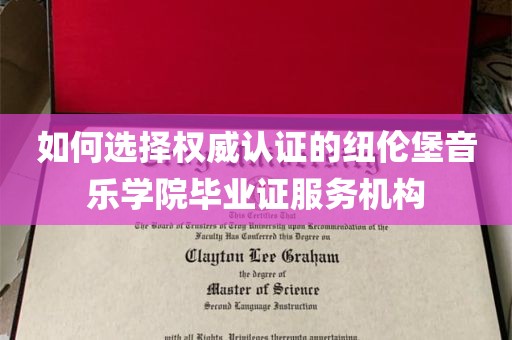 如何选择权威认证的纽伦堡音
乐学院毕业证服务机构
This Certifies That
The Board of Trustees of Troy University upon Recommendation of the
Faculty Has Conferred this Degree on
Clayton Lee Graham
the degree of
Master of Science
Second Language Instruction
with all Rights, Privileges thereunto appertaining.